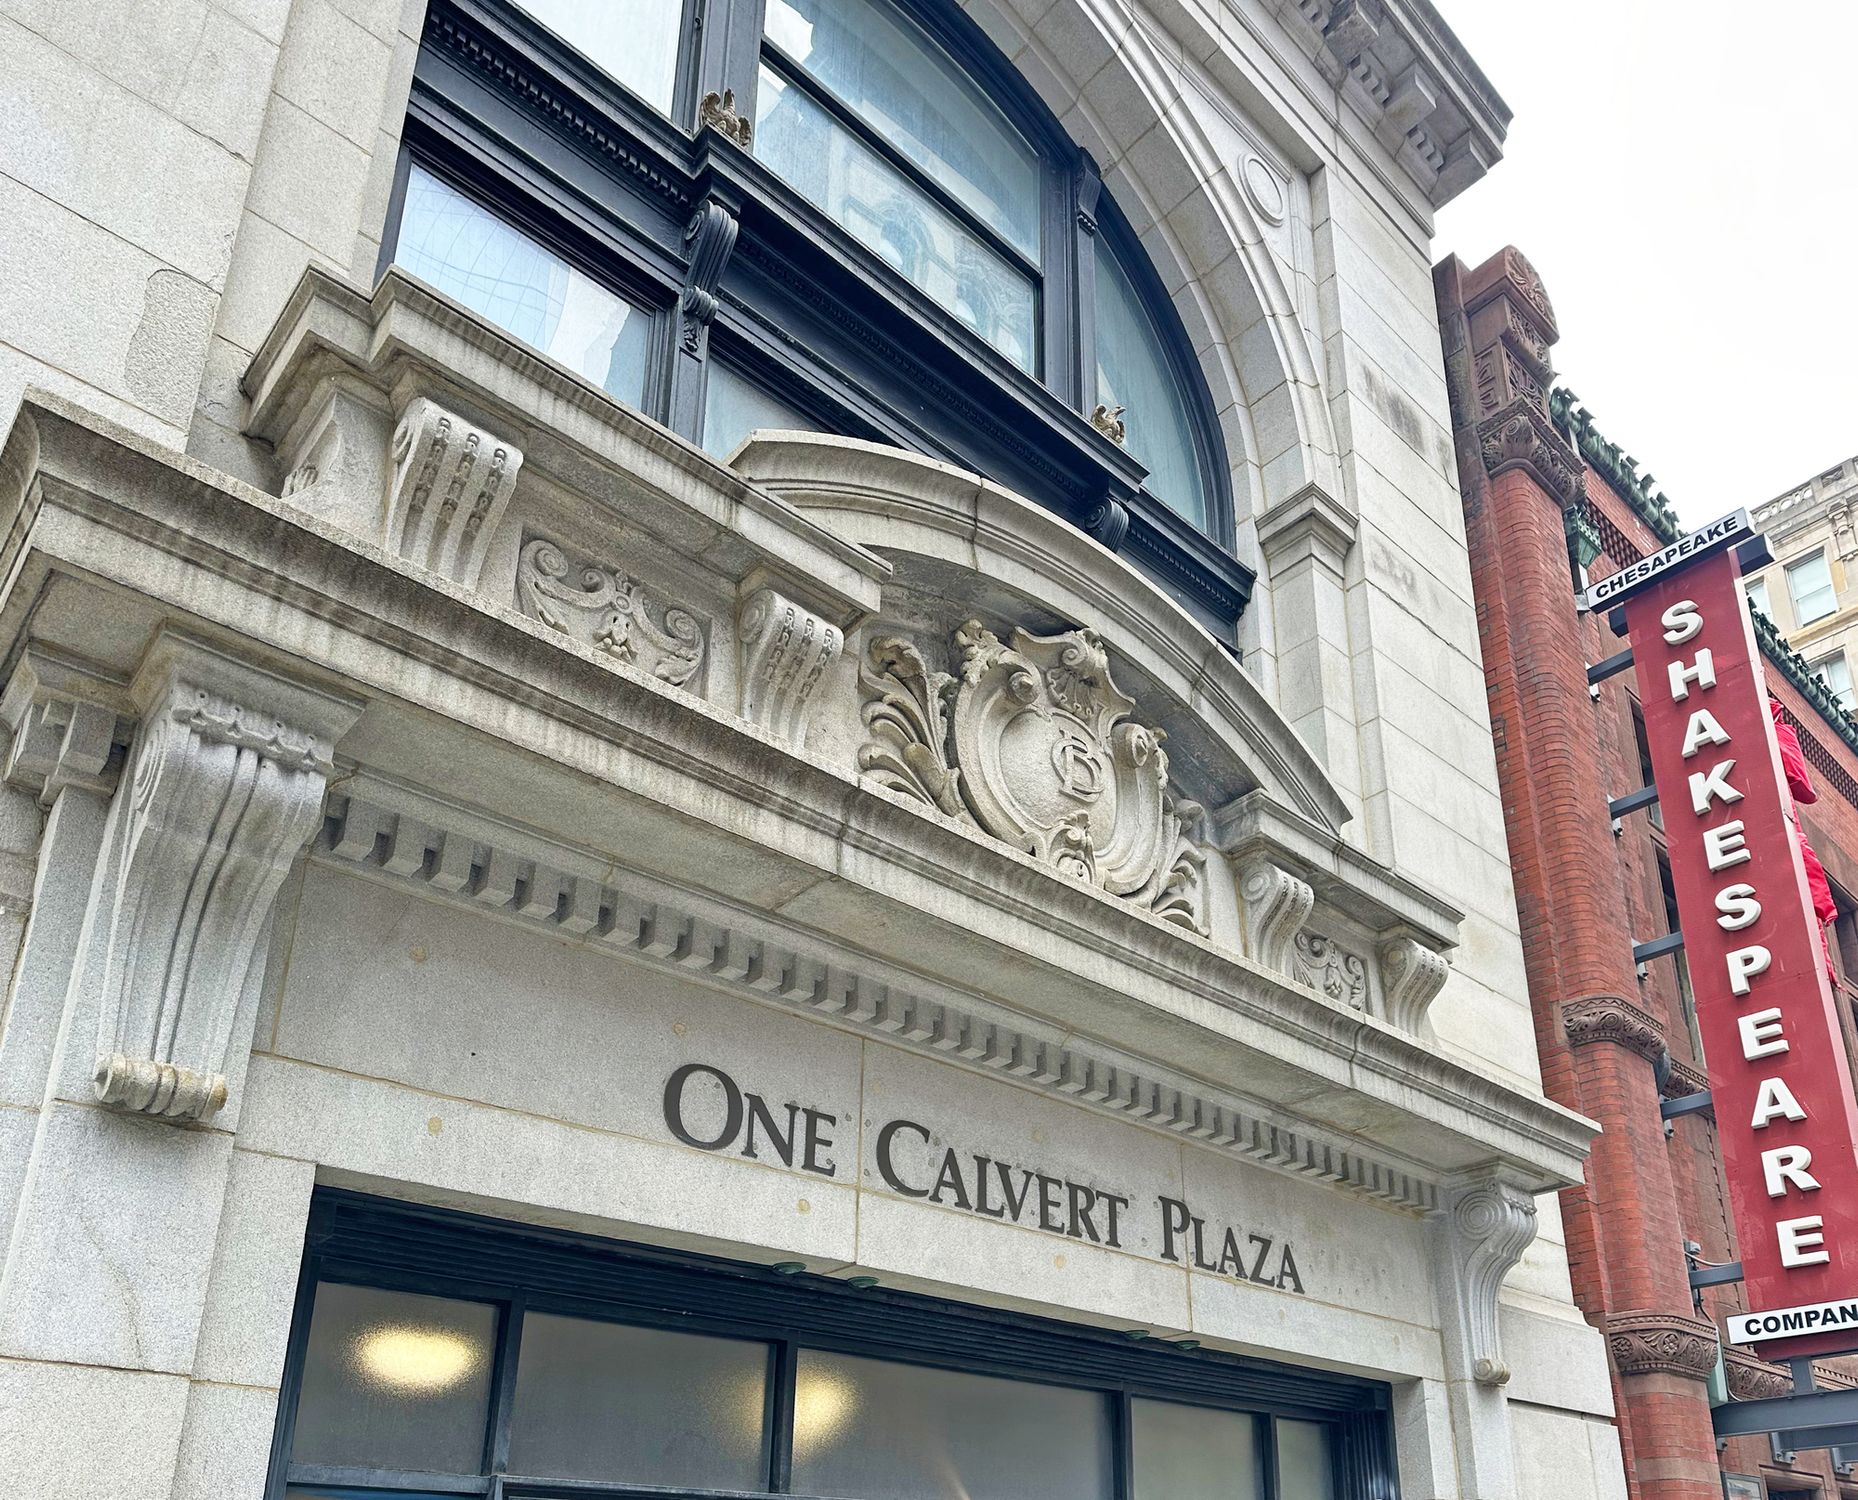 ONE CALVERT PLAZA
CHESAPEAKE
SHAKESPEARE
COMPAN